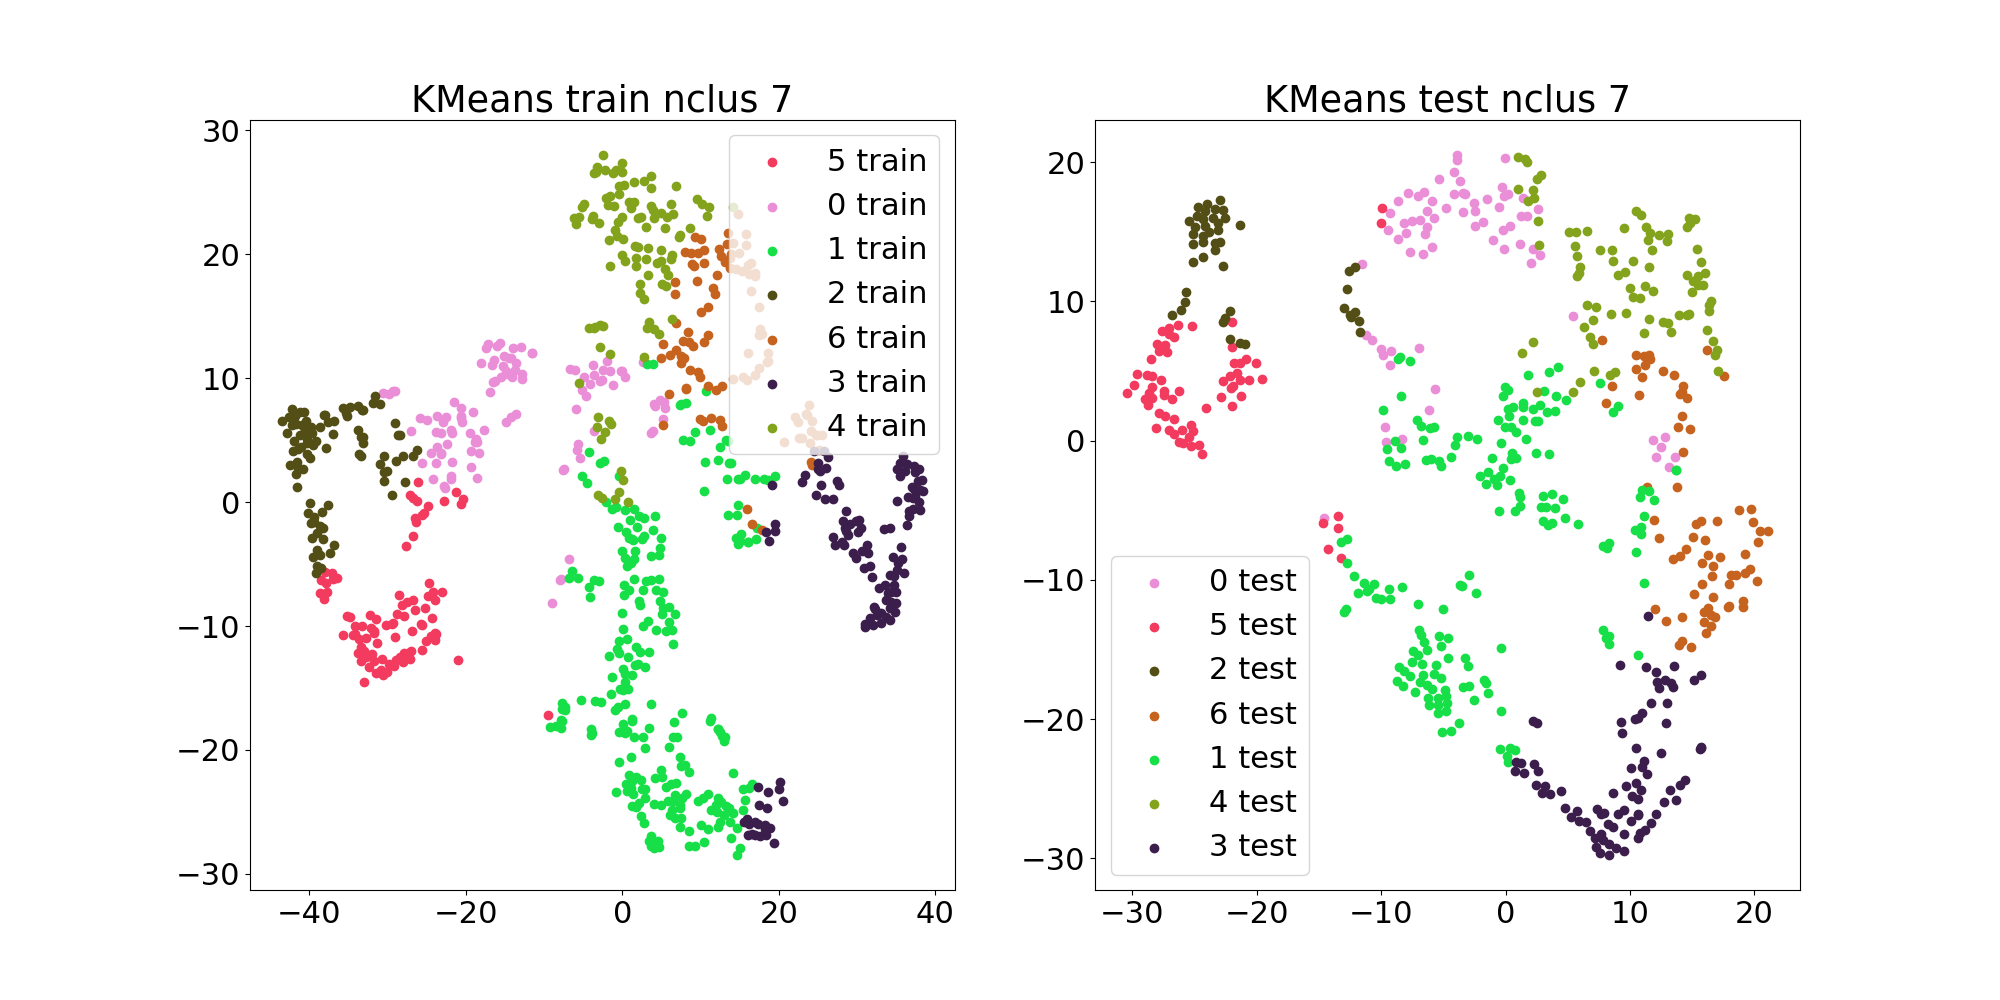 KMeans train nclus 7
30
20
10
0
−10
−20
−30
−40
−20
0
20
40
5 train
0 train
1 train
2 train
6 train
3 train
4 train
KMeans test nclus 7
20
10
0
−10
−20
−30
−30
−20
−10
0
10
20
0 test
5 test
2 test
6 test
1 test
4 test
3 test